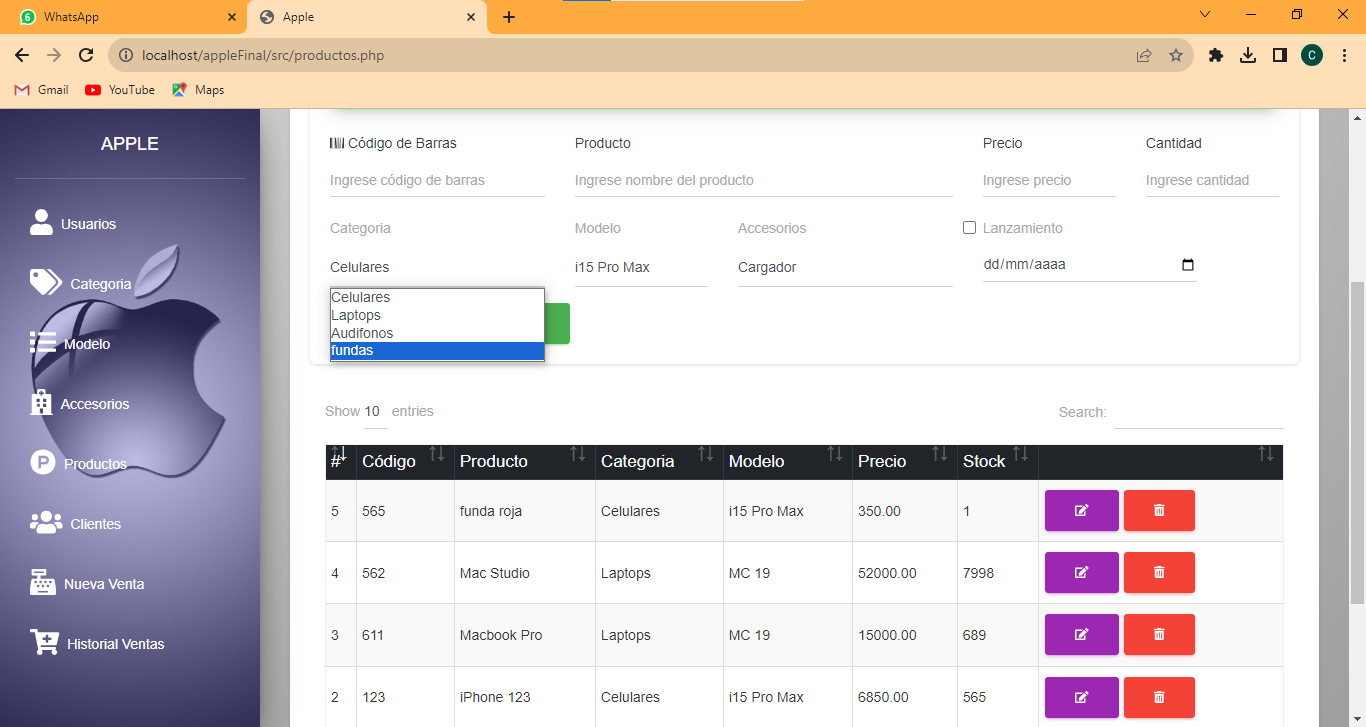 WhatsApp
Apple
localhost/appleFinal/src/productos.php
C
Gmail YouTube Maps
APPLE
Usuarios
Categoria
Modelo
Accesorios
Productos
Clientes
Nueva Venta
Historial Ventas
Código de Barras Producto Precio Cantidad
Ingrese código de barras Ingrese nombre del producto Ingrese precio Ingrese cantidad
Categoria Modelo Accesorios Lanzamiento
Celulares i15 Pro Max Cargador dd/mm/aaaa
Celulares
Laptops
Audifonos
fundas
Show 10 entries Search:
# Código Producto Categoria Modelo Precio Stock
5 565 funda roja Celulares i15 Pro Max 350.00 1
4 562 Mac Studio Laptops MC 19 52000.00 7998
3 611 Macbook Pro Laptops MC 19 15000.00 689
2 123 iPhone 123 Celulares i15 Pro Max 6850.00 565